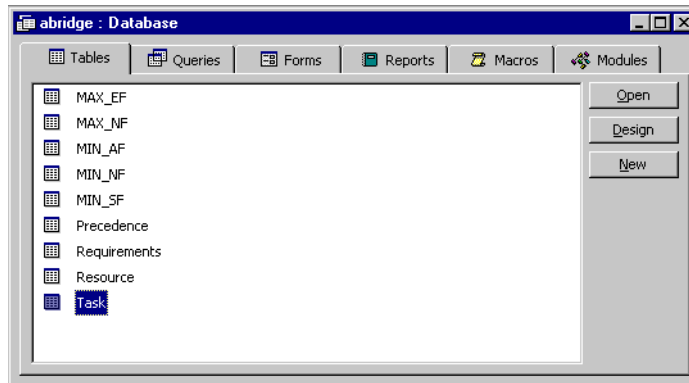 abridge : Database
Tables Queries Forms Reports Macros Modules
MAX_EF
MAX_NF
MIN_AF
MIN_NF
MIN_SF
Precedence
Requirements
Resource
Task
Open
Design
New